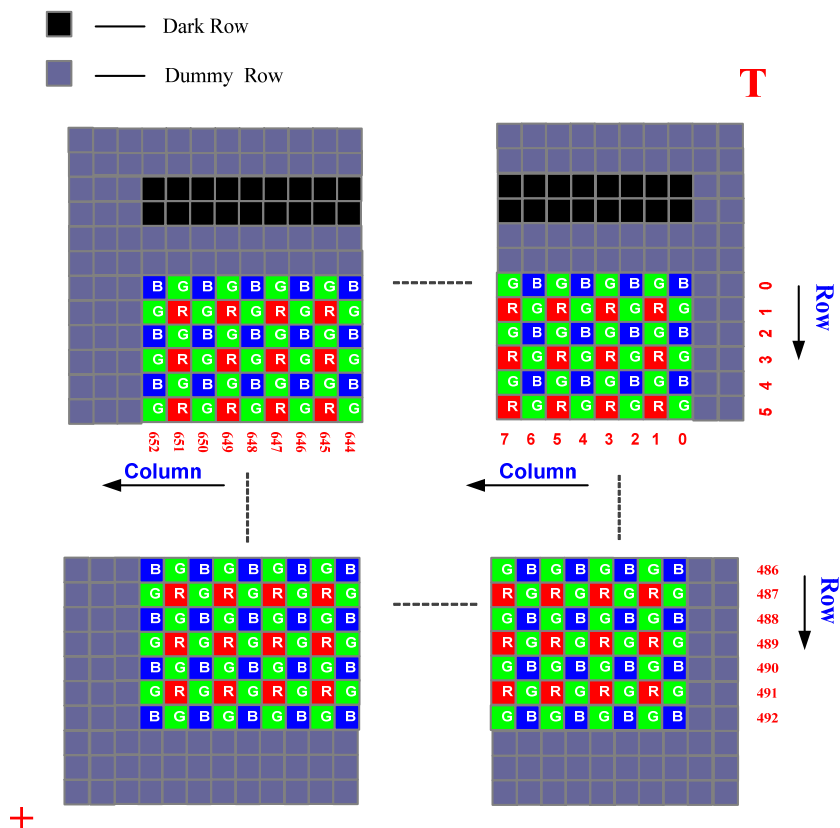 Dark Row
Dummy Row
T
B G B G B G B G B
G R G R G R G R G
B G B G B G B G B
G R G R G R G R G
B G B G B G B G B
G R G R G R G R G
652 651 650 649 648 647 646 645 644
Column
G B G B G B G B
R G R G R G R G
G B G B G B G B
R G R G R G R G
G B G B G B G B
R G R G R G R G
7 6 5 4 3 2 1 0
Column
0
1
2
3
4
5
Row
B G B G B G B G B
G R G R G R G R G
B G B G B G B G B
G R G R G R G R G
B G B G B G B G B
G R G R G R G R G
B G B G B G B G B
G B G B G B G B
R G R G R G R G
G B G B G B G B
R G R G R G R G
G B G B G B G B
R G R G R G R G
G B G B G B G B
486
487
488
489
490
491
492
Row
+